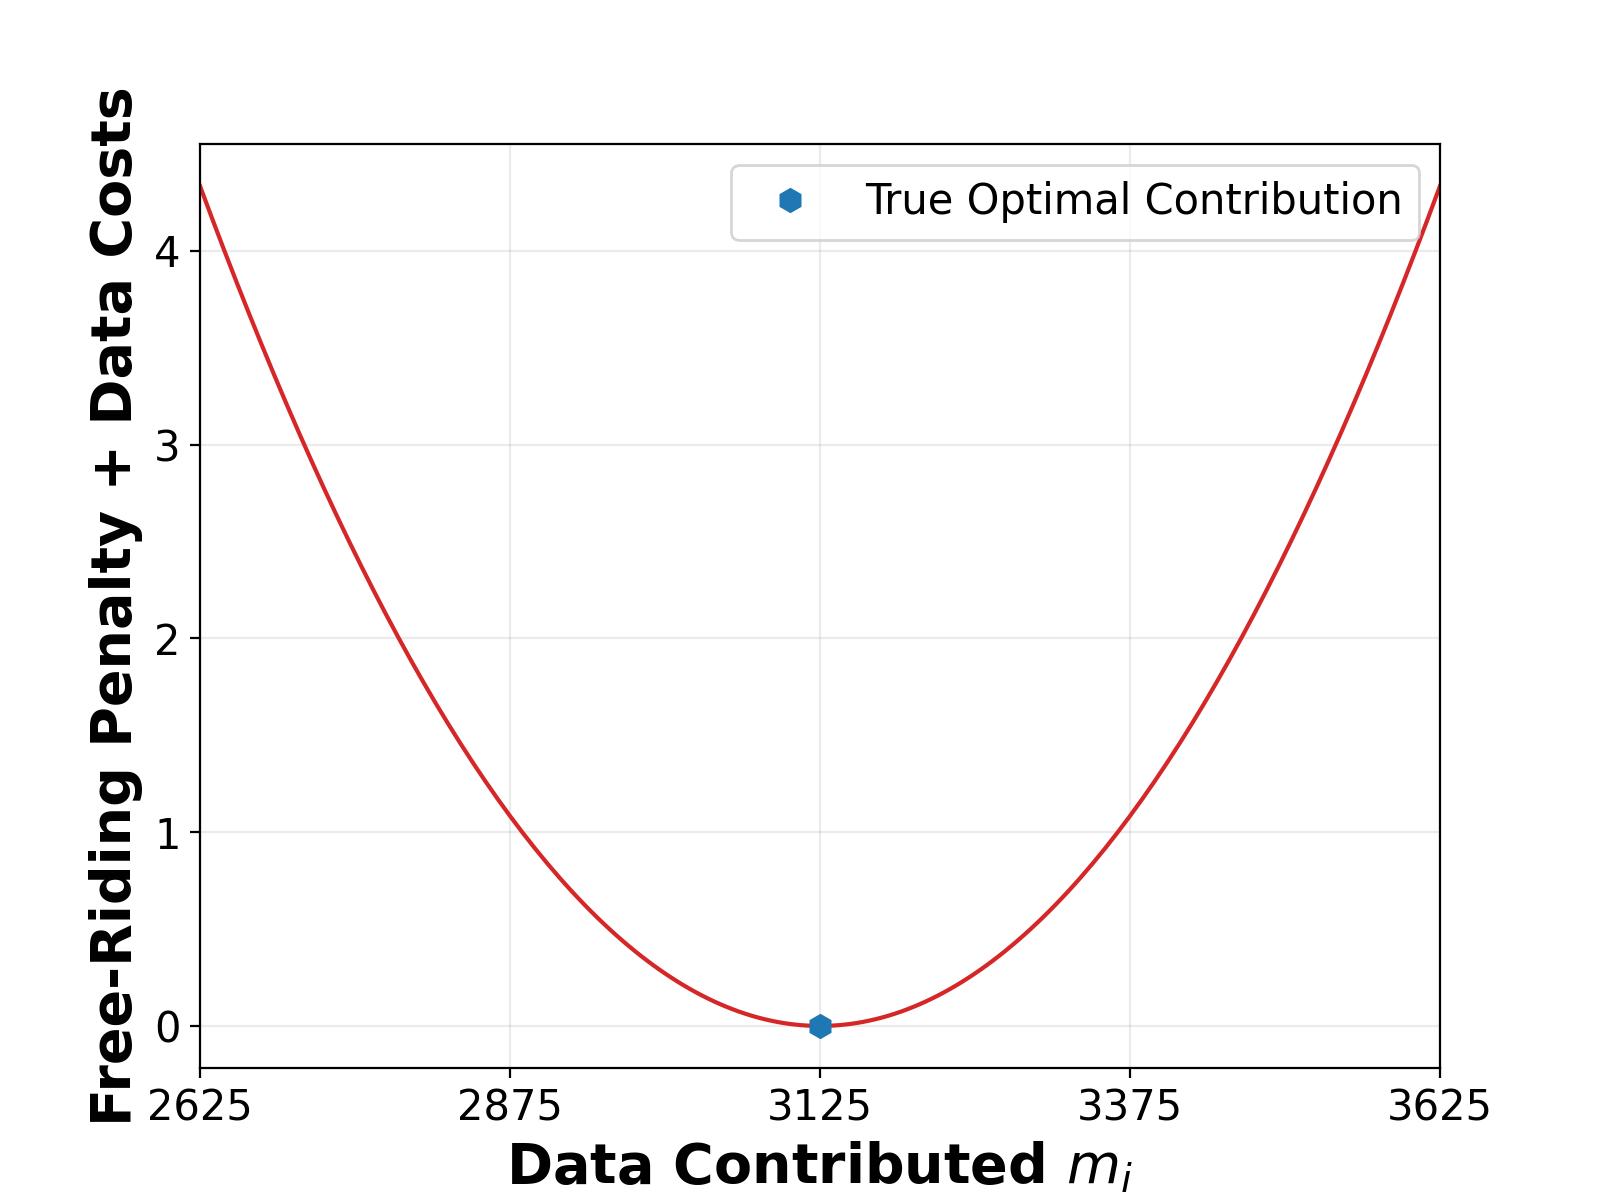 Free-Riding Penalty + Data Costs
True Optimal Contribution
4
3
2
1
0
2625 2875 3125 3375 3625
Data Contributed m_i